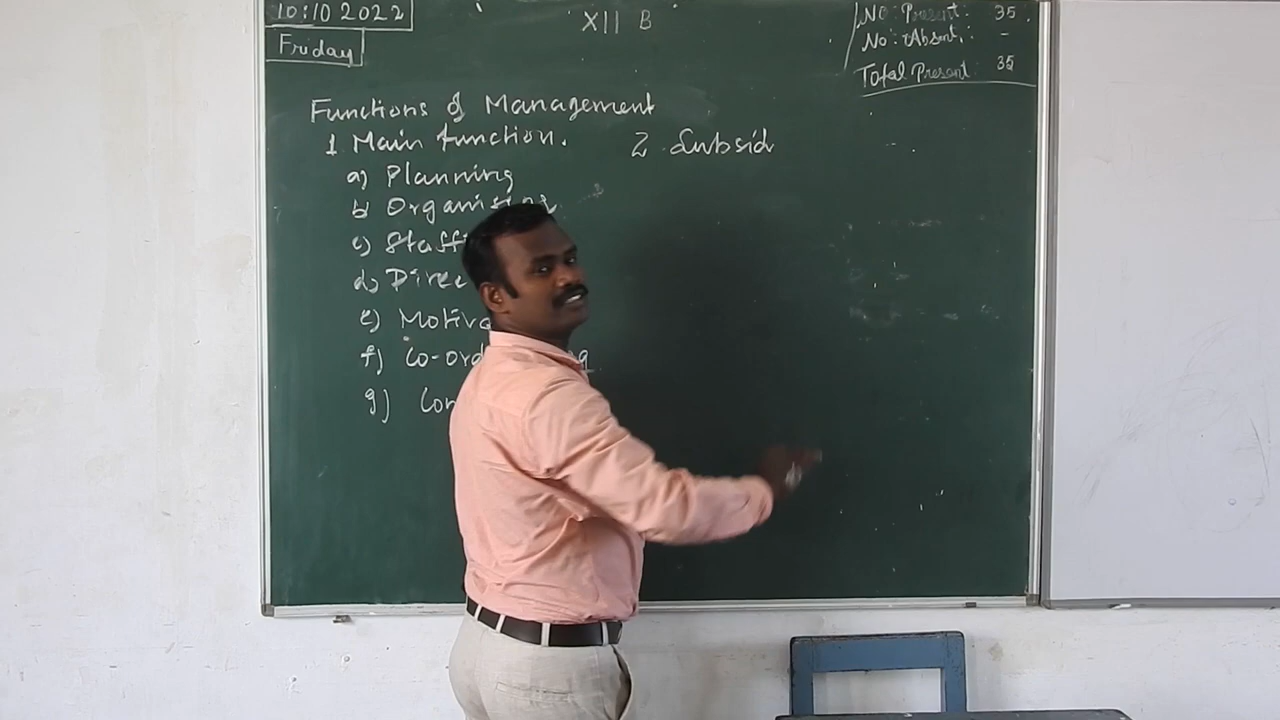 10:10 2022
Friday
XII B
No: Present: 35
No: Absent: -
Total Present 35
Functions of Management
1 Main function.
2. Subsid
a) Planning
b) Organising
c) Staffi
d) Direc
e) Motiva
f) Co-ord
g) Con